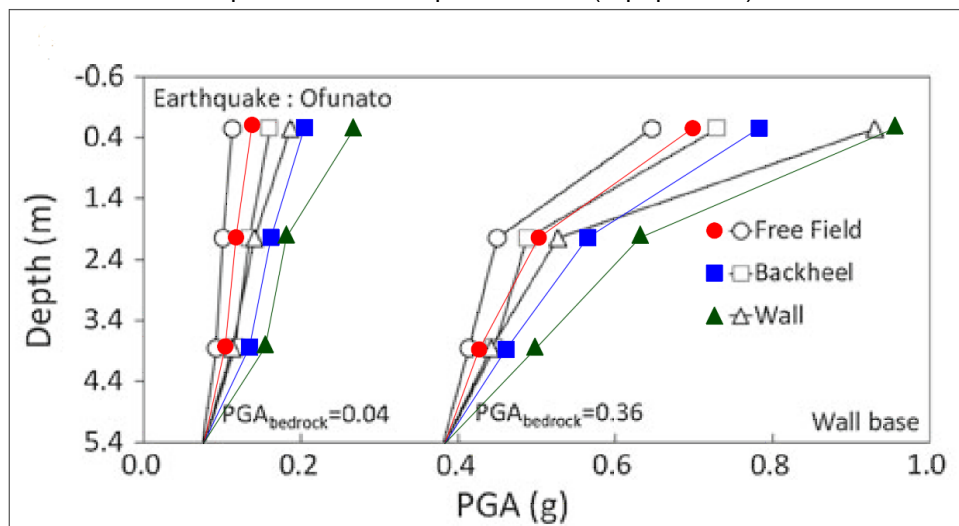 -0.6
Earthquake : Ofunato
0.4
1.4
Free Field
2.4
Backheel
3.4
Wall
4.4
PGAbedrock=0.04
PGAbedrock=0.36
Wall base
5.4
Depth (m)
0.0 0.2 0.4 0.6 0.8 1.0
PGA (g)